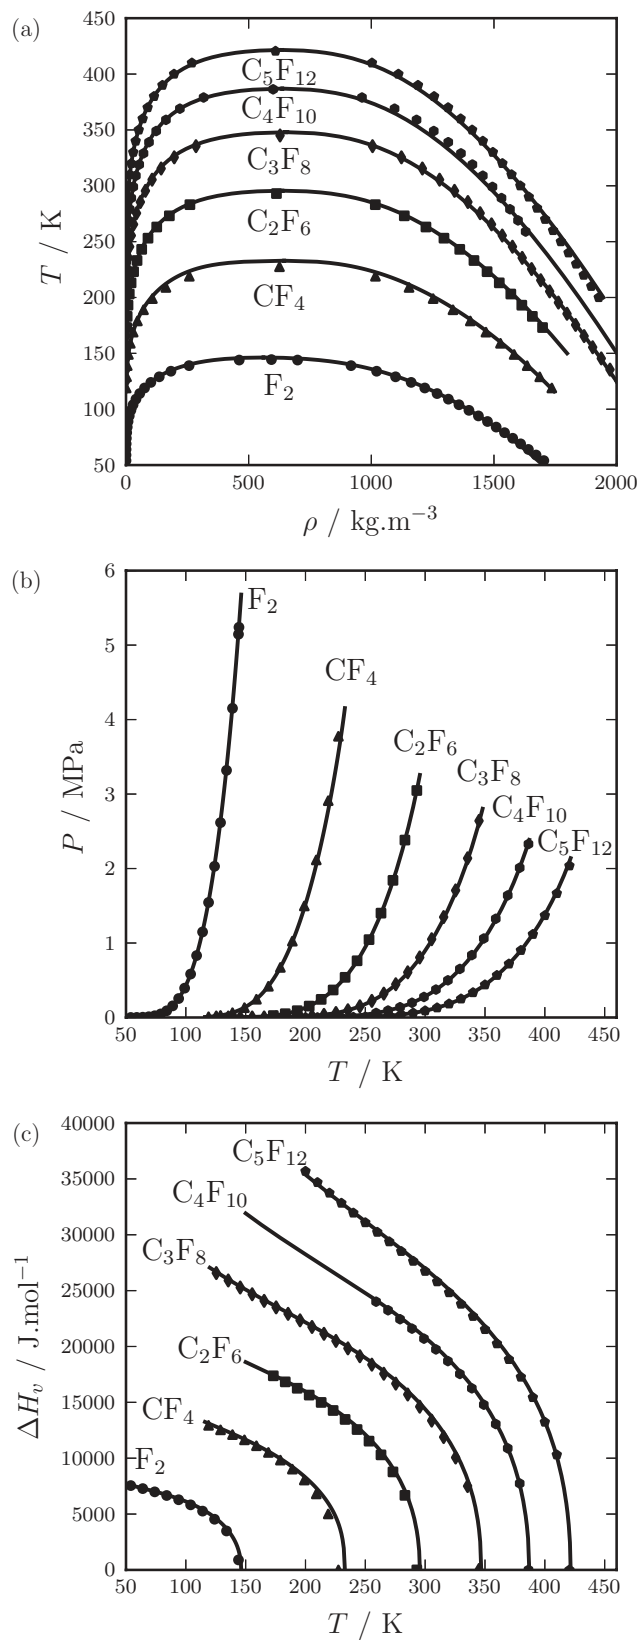 (a)
450
400
350
300
250
200
150
100
50
T / K
C₅F₁₂
C₄F₁₀
C₃F₈
C₂F₆
CF₄
F₂
0 500 1000 1500 2000
ρ / kg.m⁻³
(b)
6
5
4
3
2
1
0
P / MPa
F₂
CF₄
C₂F₆
C₃F₈
C₄F₁₀
C₅F₁₂
50 100 150 200 250 300 350 400 450
T / K
(c)
40000
35000
30000
25000
20000
15000
10000
5000
0
ΔHᵥ / J.mol⁻¹
C₅F₁₂
C₄F₁₀
C₃F₈
C₂F₆
CF₄
F₂
50 100 150 200 250 300 350 400 450
T / K